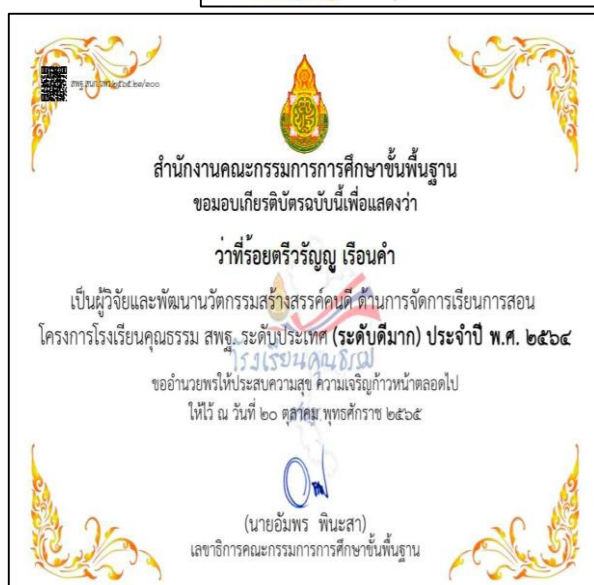 สำนักงานคณะกรรมการการศึกษาขั้นพื้นฐาน
ขอมอบเกียรติบัตรฉบับนี้เพื่อแสดงว่า
ว่าที่ร้อยตรีวรัญญู เรือนคำ
เป็นผู้วิจัยและพัฒนานวัตกรรมสร้างสรรค์คนดี ด้านการจัดการเรียนการสอน
โครงการโรงเรียนคุณธรรม สพฐ. ระดับประเทศ (ระดับดีมาก) ประจำปี พ.ศ. ๒๕๖๔
โรงเรียนคุณธรรม
ขออำนวยพรให้ประสบความสุข ความเจริญก้าวหน้าตลอดไป
ให้ไว้ ณ วันที่ ๒๐ ตุลาคม พุทธศักราช ๒๕๖๕
(นายอัมพร พินะสา)
เลขาธิการคณะกรรมการการศึกษาขั้นพื้นฐาน